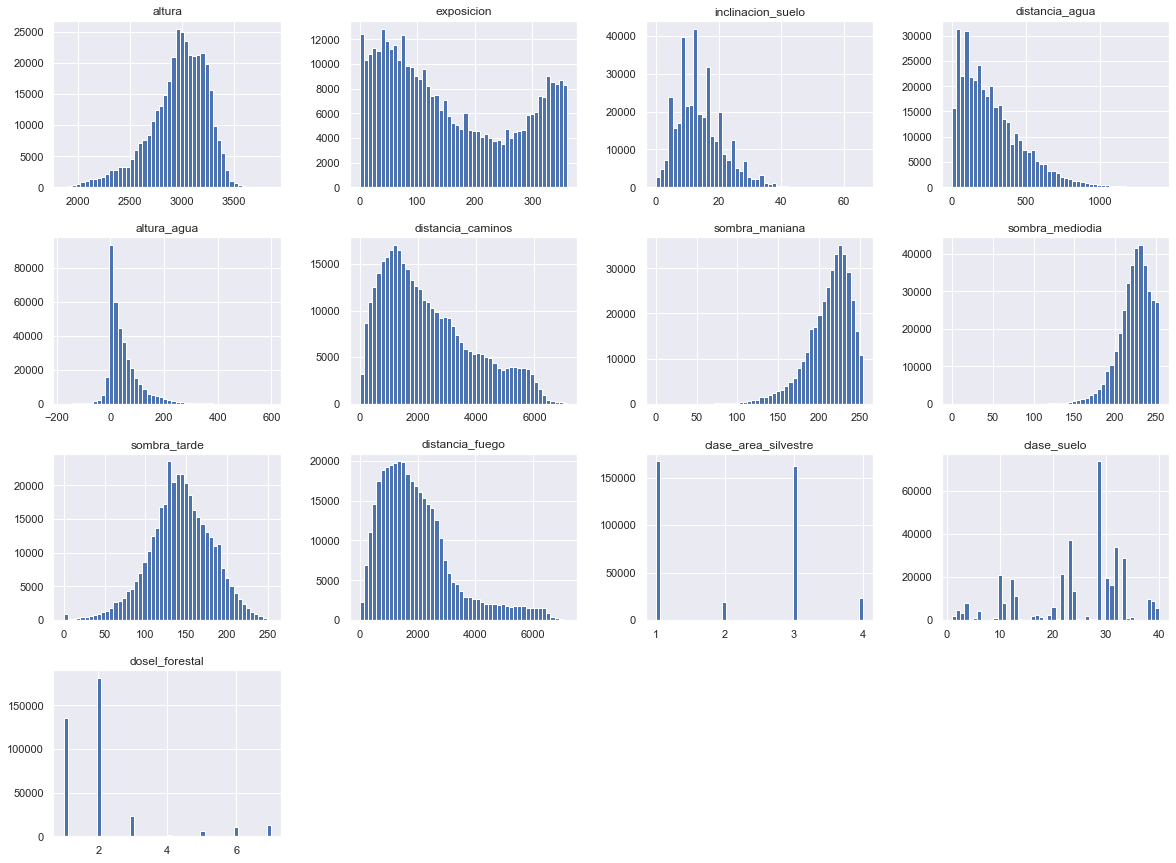 altura
25000
20000
15000
10000
5000
0
2000 2500 3000 3500
exposicion
12000
10000
8000
6000
4000
2000
0
0 100 200 300
inclinacion_suelo
40000
30000
20000
10000
0
0 20 40 60
distancia_agua
30000
25000
20000
15000
10000
5000
0
0 500 1000
altura_agua
80000
60000
40000
20000
0
−200 0 200 400 600
distancia_caminos
15000
10000
5000
0
0 2000 4000 6000
sombra_maniana
30000
20000
10000
0
0 50 100 150 200 250
sombra_mediodia
40000
30000
20000
10000
0
0 50 100 150 200 250
sombra_tarde
20000
15000
10000
5000
0
0 50 100 150 200 250
distancia_fuego
20000
15000
10000
5000
0
0 2000 4000 6000
clase_area_silvestre
150000
100000
50000
0
1 2 3 4
clase_suelo
60000
40000
20000
0
0 10 20 30 40
dosel_forestal
150000
100000
50000
0
2 4 6